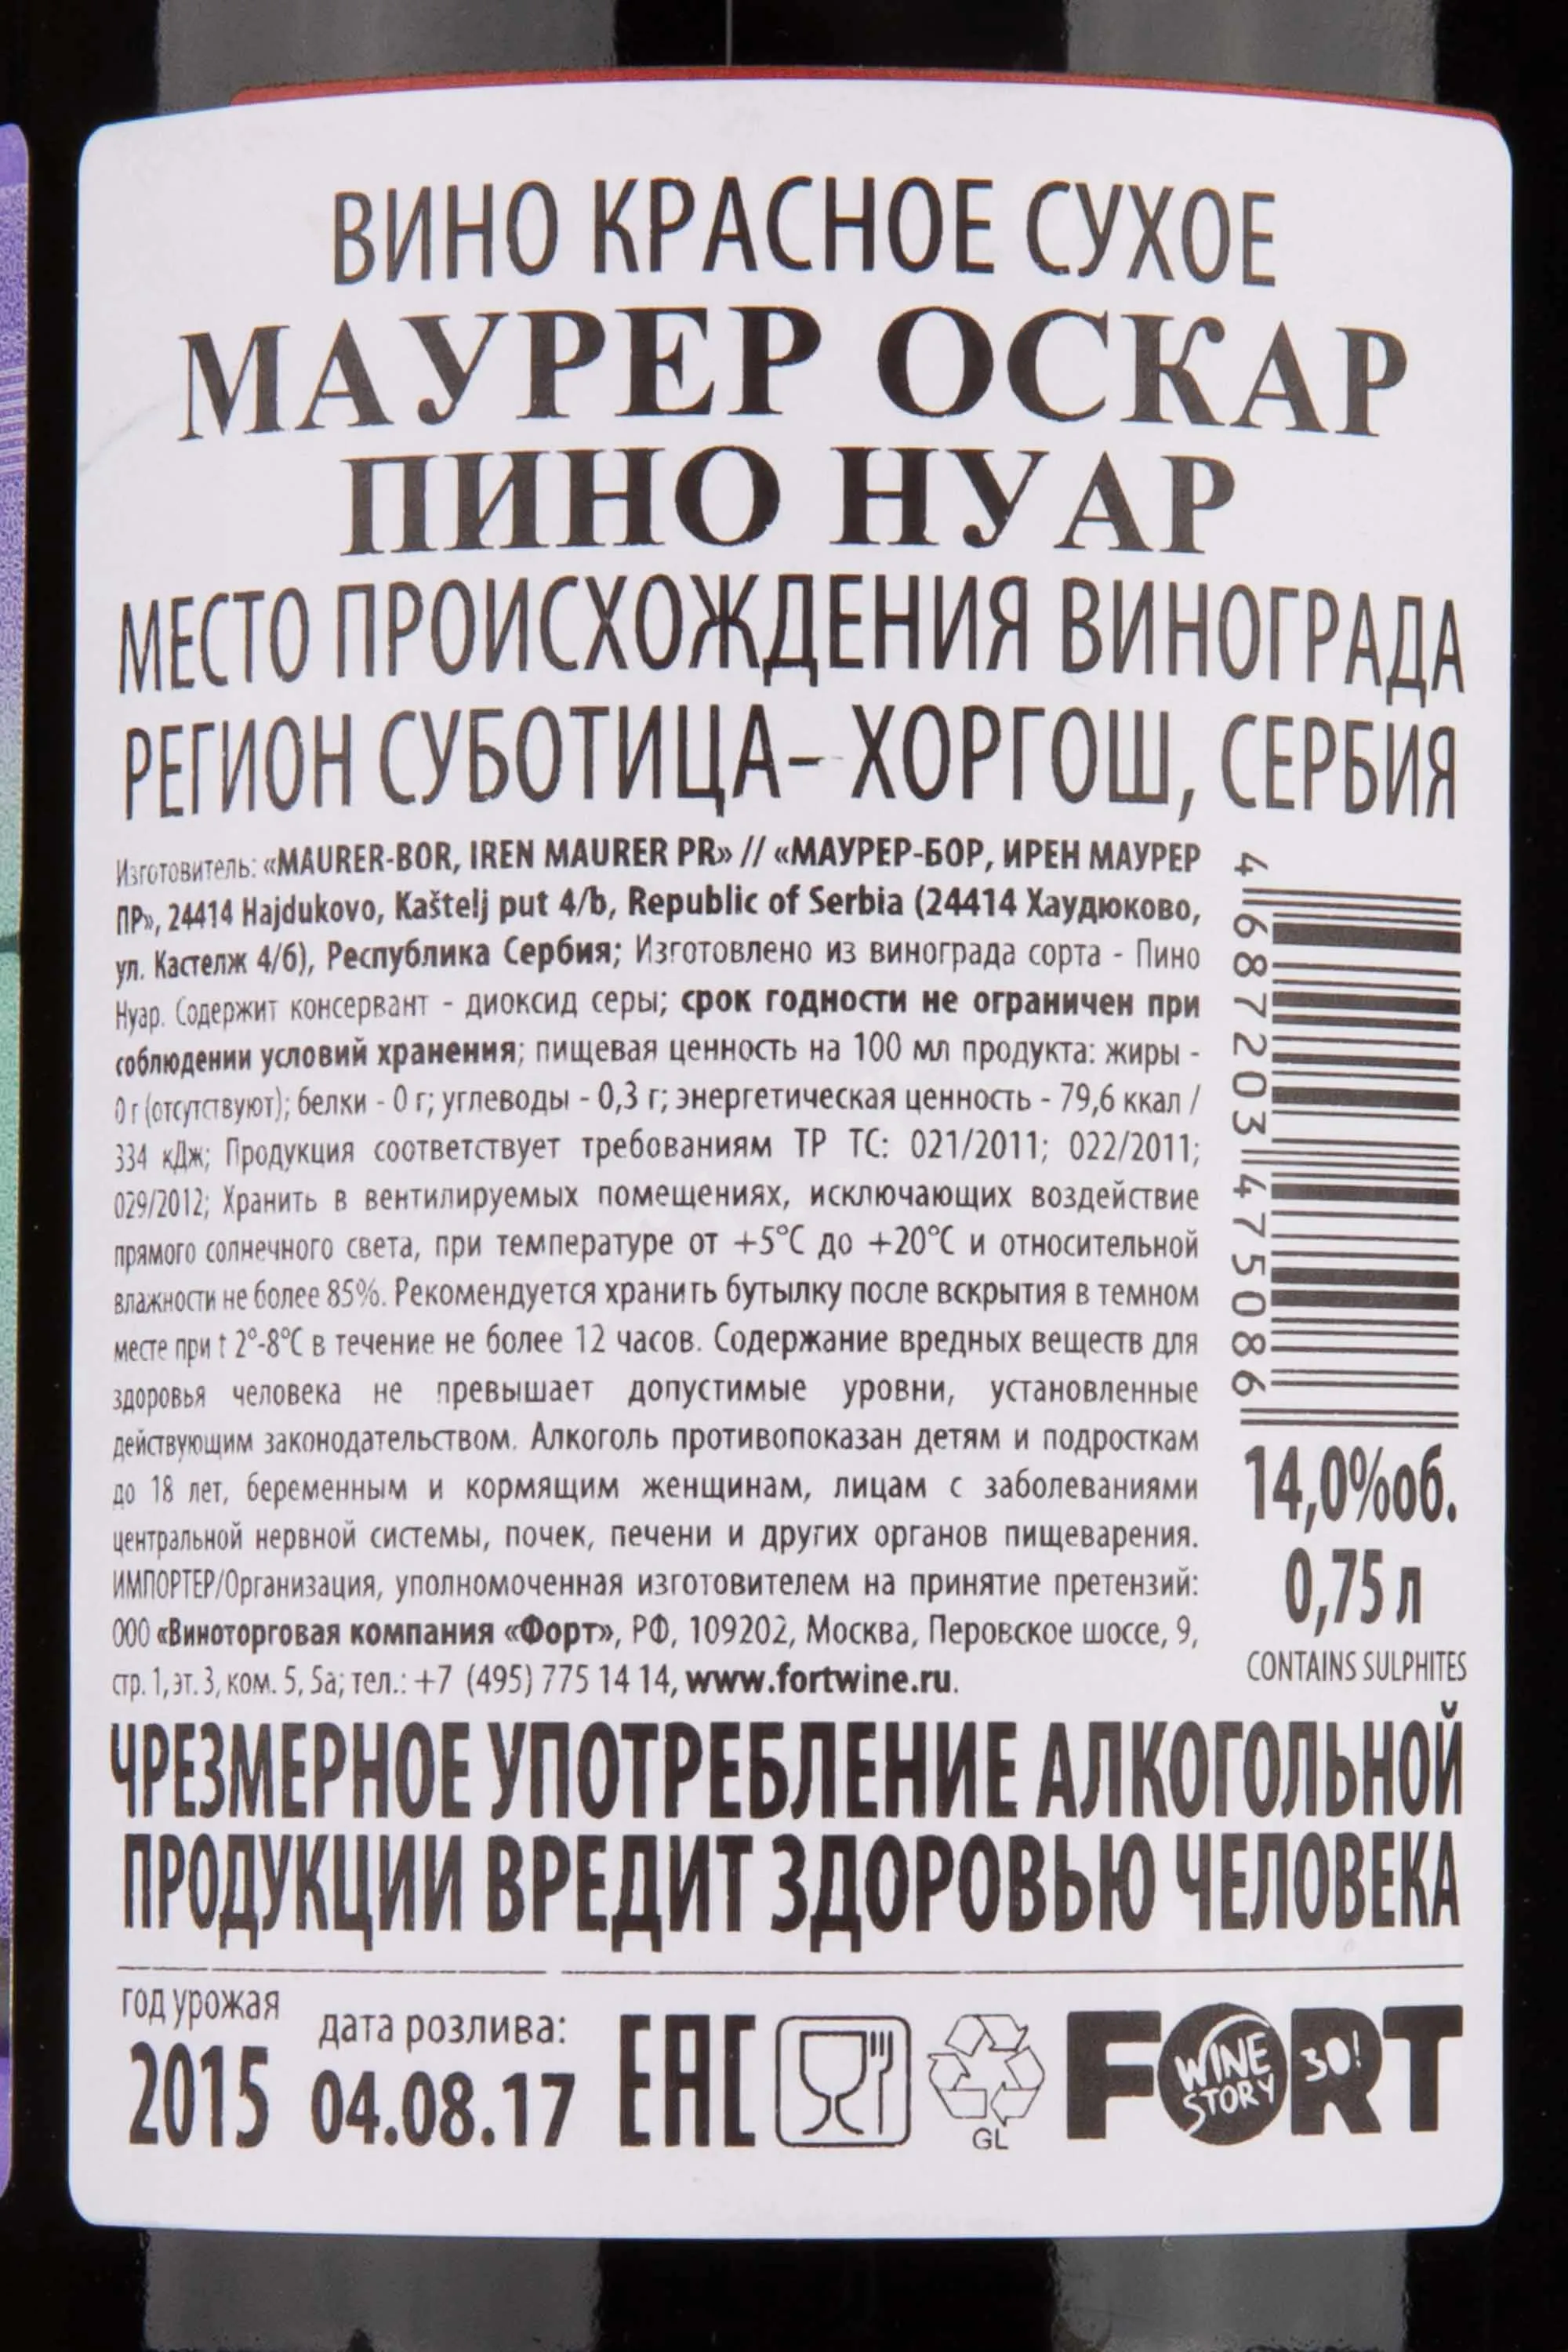 ВИНО КРАСНОЕ СУХОЕ
МАУРЕР ОСКАР
ПИНО НУАР
МЕСТО ПРОИСХОЖДЕНИЯ ВИНОГРАДА
РЕГИОН СУБОТИЦА- ХОРГОШ, СЕРБИЯ
Изготовитель: «MAURER-BOR, IREN MAURER PR» // «МАУРЕР-БОР, ИРЕН МАУРЕР
ПР», 24414 Hajdukovo, Kaštelj put 4/b, Republic of Serbia (24414 Хаудюково,
ул. Кастелж 4/б), Республика Сербия; Изготовлено из винограда сорта - Пино
Нуар. Содержит консервант - диоксид серы; срок годности не ограничен при
соблюдении условий хранения; пищевая ценность на 100 мл продукта: жиры -
0 г (отсутствуют); белки - 0 г; углеводы - 0,3 г; энергетическая ценность - 79,6 ккал /
334 кДж; Продукция соответствует требованиям ТР ТС: 021/2011; 022/2011;
029/2012; Хранить в вентилируемых помещениях, исключающих воздействие
прямого солнечного света, при температуре от +5°C до +20°C и относительной
влажности не более 85%. Рекомендуется хранить бутылку после вскрытия в темном
месте при t 2°-8°C в течение не более 12 часов. Содержание вредных веществ для
здоровья человека не превышает допустимые уровни, установленные
действующим законодательством. Алкоголь противопоказан детям и подросткам
до 18 лет, беременным и кормящим женщинам, лицам с заболеваниями
центральной нервной системы, почек, печени и других органов пищеварения.
ИМПОРТЕР/Организация, уполномоченная изготовителем на принятие претензий:
ООО «Виноторговая компания «Форт», РФ, 109202, Москва, Перовское шоссе, 9,
стр. 1, эт. 3, ком. 5, 5а; тел.: +7 (495) 775 14 14, www.fortwine.ru.
4 687203 475086
14,0%об.
0,75 л
CONTAINS SULPHITES
ЧРЕЗМЕРНОЕ УПОТРЕБЛЕНИЕ АЛКОГОЛЬНОЙ
ПРОДУКЦИИ ВРЕДИТ ЗДОРОВЬЮ ЧЕЛОВЕКА
год урожая
2015
дата розлива:
04.08.17
EAC
GL
FORT
WINE
STORY
30!